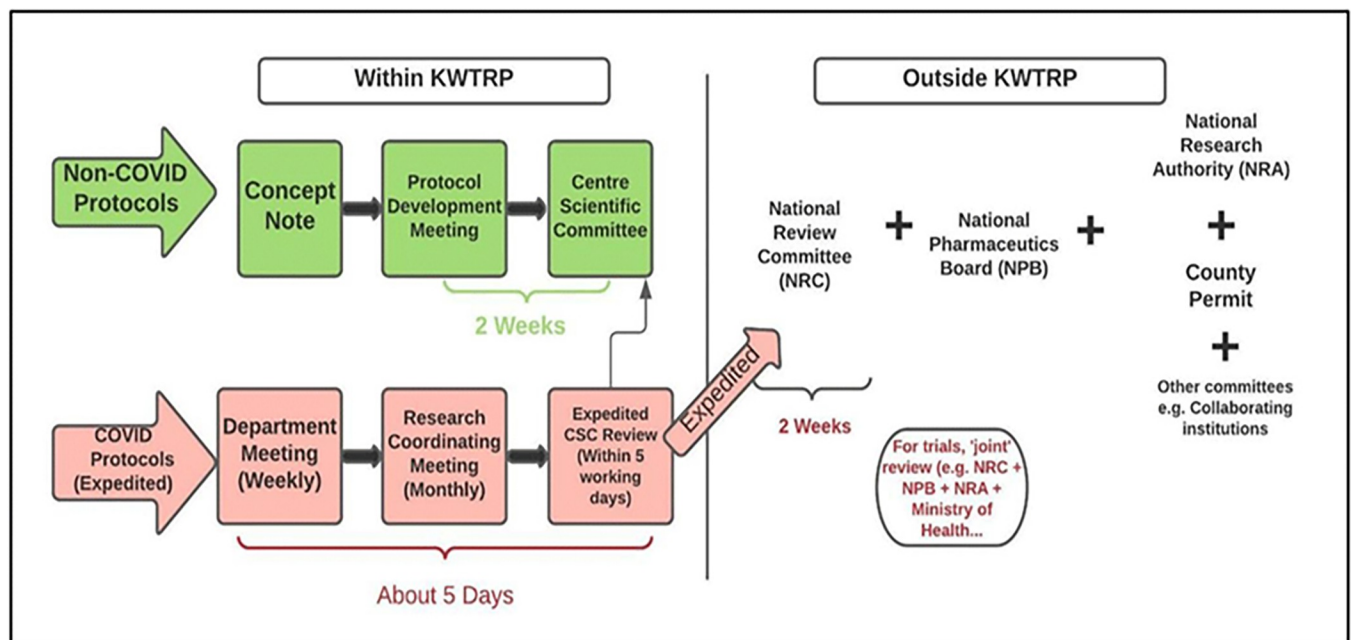 Within KWTRP
Outside KWTRP
Non-COVID
Protocols
Concept
Note
Protocol
Development
Meeting
Centre
Scientific
Committee
2 Weeks
COVID
Protocols
(Expedited)
Department
Meeting
(Weekly)
Research
Coordinating
Meeting
(Monthly)
Expedited
CSC Review
(Within 5
working
days)
About 5 Days
Expedited
National
Review
Committee
(NRC)
+
National
Pharmaceutics
Board (NPB)
+
National
Research
Authority (NRA)
+
County
Permit
+
Other committees
e.g. Collaborating
institutions
2 Weeks
For trials, 'joint'
review (e.g. NRC +
NPB + NRA +
Ministry of
Health...